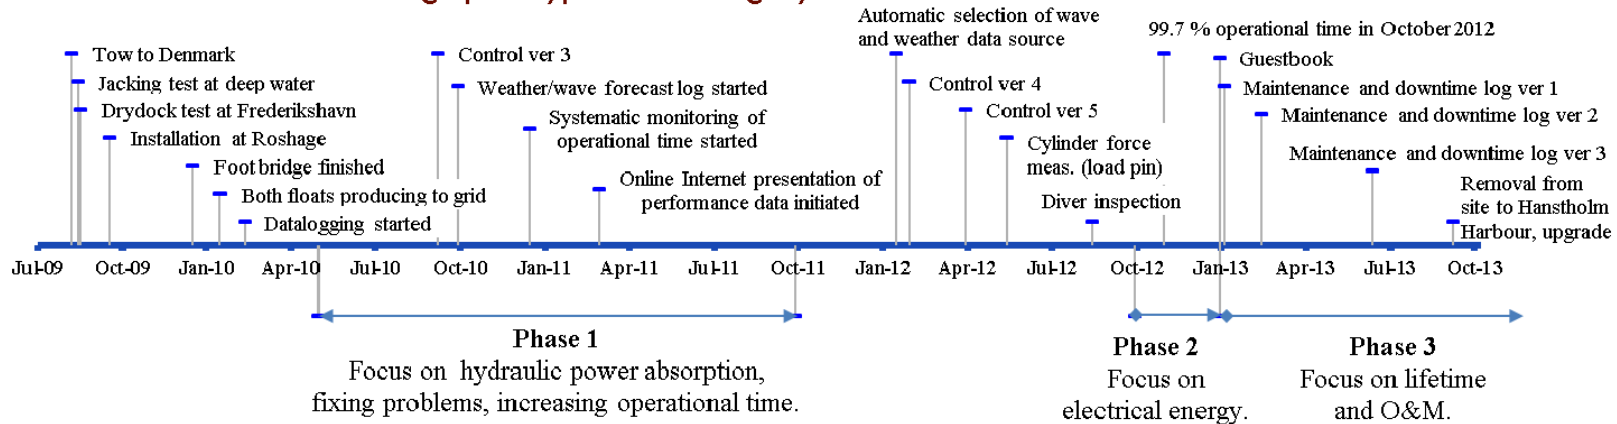 Tow to Denmark
Jacking test at deep water
Drydock test at Frederikshavn
Installation at Roshage
Foot bridge finished
Both floats producing to grid
Datalogging started
Control ver 3
Weather/wave forecast log started
Systematic monitoring of
operational time started
Online Internet presentation of
performance data initiated
Automatic selection of wave
and weather data source
Control ver 4
Control ver 5
Cylinder force
meas. (load pin)
Diver inspection
99.7 % operational time in October 2012
Guestbook
Maintenance and downtime log ver 1
Maintenance and downtime log ver 2
Maintenance and downtime log ver 3
Removal from
site to Hanstholm
Harbour, upgrade
Jul-09 Oct-09 Jan-10 Apr-10 Jul-10 Oct-10 Jan-11 Apr-11 Jul-11 Oct-11 Jan-12 Apr-12 Jul-12 Oct-12 Jan-13 Apr-13 Jul-13 Oct-13
Phase 1
Focus on hydraulic power absorption,
fixing problems, increasing operational time.
Phase 2
Focus on
electrical energy.
Phase 3
Focus on lifetime
and O&M.